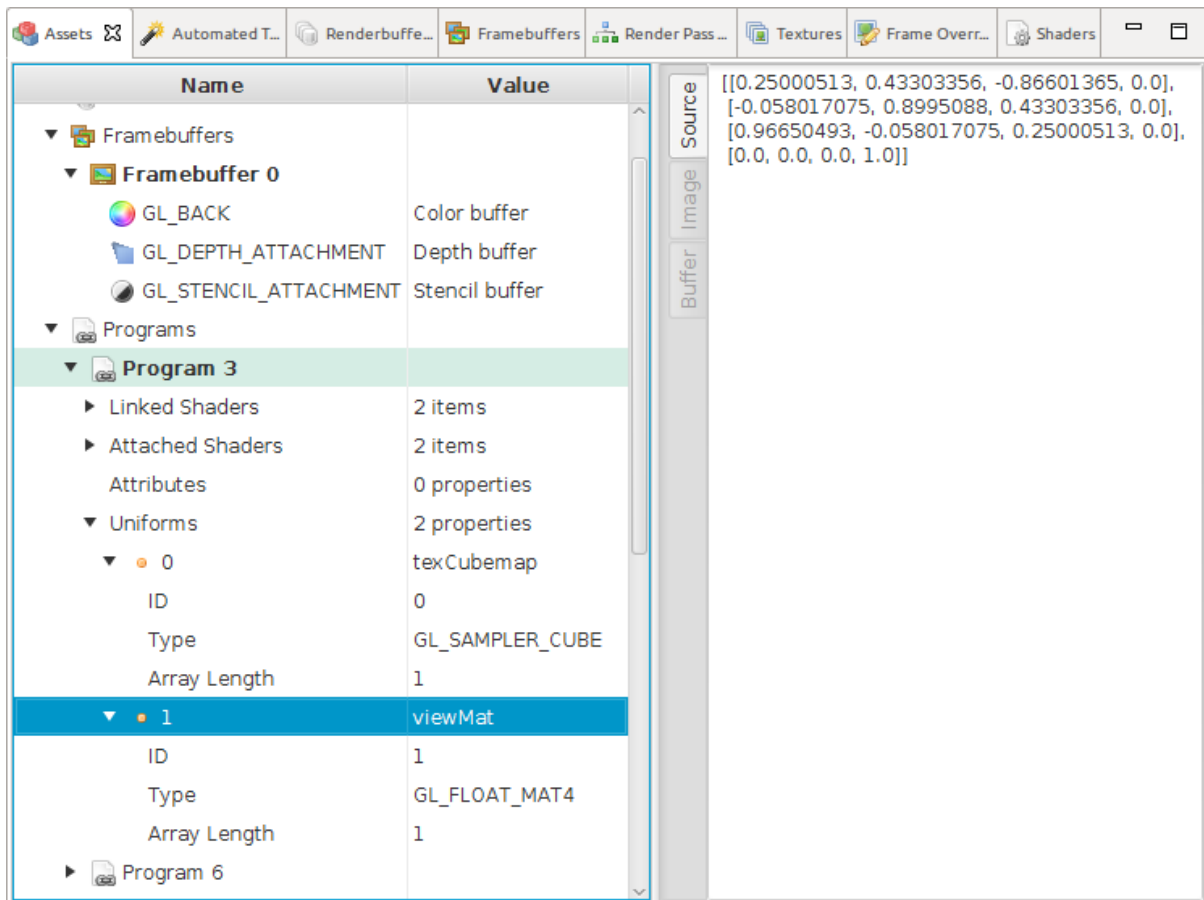 Assets Automated T... Renderbuffe... Framebuffers Render Pass ... Textures Frame Overr... Shaders
Name Value
Framebuffers
Framebuffer 0
GL_BACK Color buffer
GL_DEPTH_ATTACHMENT Depth buffer
GL_STENCIL_ATTACHMENT Stencil buffer
Programs
Program 3
Linked Shaders 2 items
Attached Shaders 2 items
Attributes 0 properties
Uniforms 2 properties
0 texCubemap
ID 0
Type GL_SAMPLER_CUBE
Array Length 1
1 viewMat
ID 1
Type GL_FLOAT_MAT4
Array Length 1
Program 6
Source
Image
Buffer
[[0.25000513, 0.43303356, -0.86601365, 0.0],
[-0.058017075, 0.8995088, 0.43303356, 0.0],
[0.96650493, -0.058017075, 0.25000513, 0.0],
[0.0, 0.0, 0.0, 1.0]]